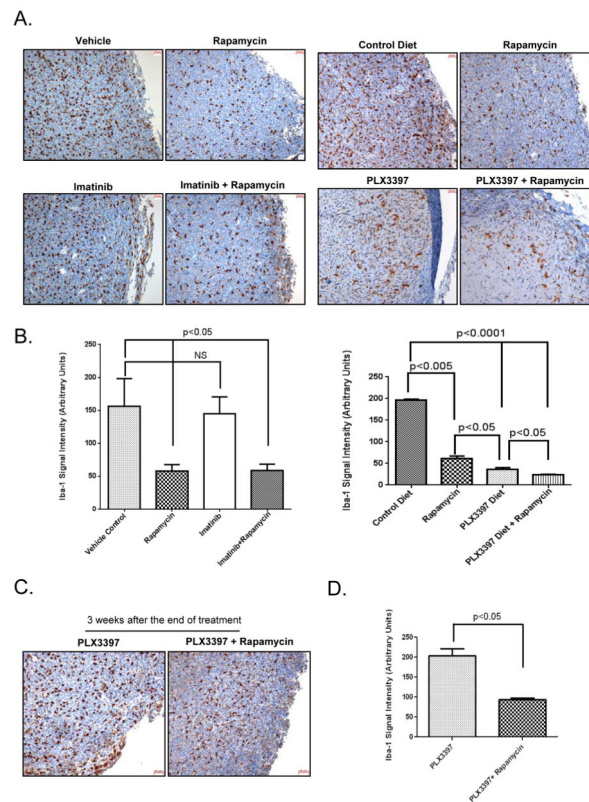 A.
Vehicle
Rapamycin
Control Diet
Rapamycin
Imatinib
Imatinib + Rapamycin
PLX3397
PLX3397 + Rapamycin
B.
p<0.05
NS
Iba-1 Signal Intensity (Arbitrary Units)
250
200
150
100
50
0
Vehicle Control
Rapamycin
Imatinib
Imatinib+Rapamycin
p<0.0001
p<0.005
p<0.05
p<0.05
Iba-1 Signal Intensity (Arbitrary Units)
200
150
100
50
0
Control Diet
Rapamycin
PLX3397 Diet
PLX3397 Diet + Rapamycin
C.
3 weeks after the end of treatment
PLX3397
PLX3397 + Rapamycin
D.
p<0.05
Iba-1 Signal Intensity (Arbitrary Units)
250
200
150
100
50
0
PLX3397
PLX3397+ Rapamycin